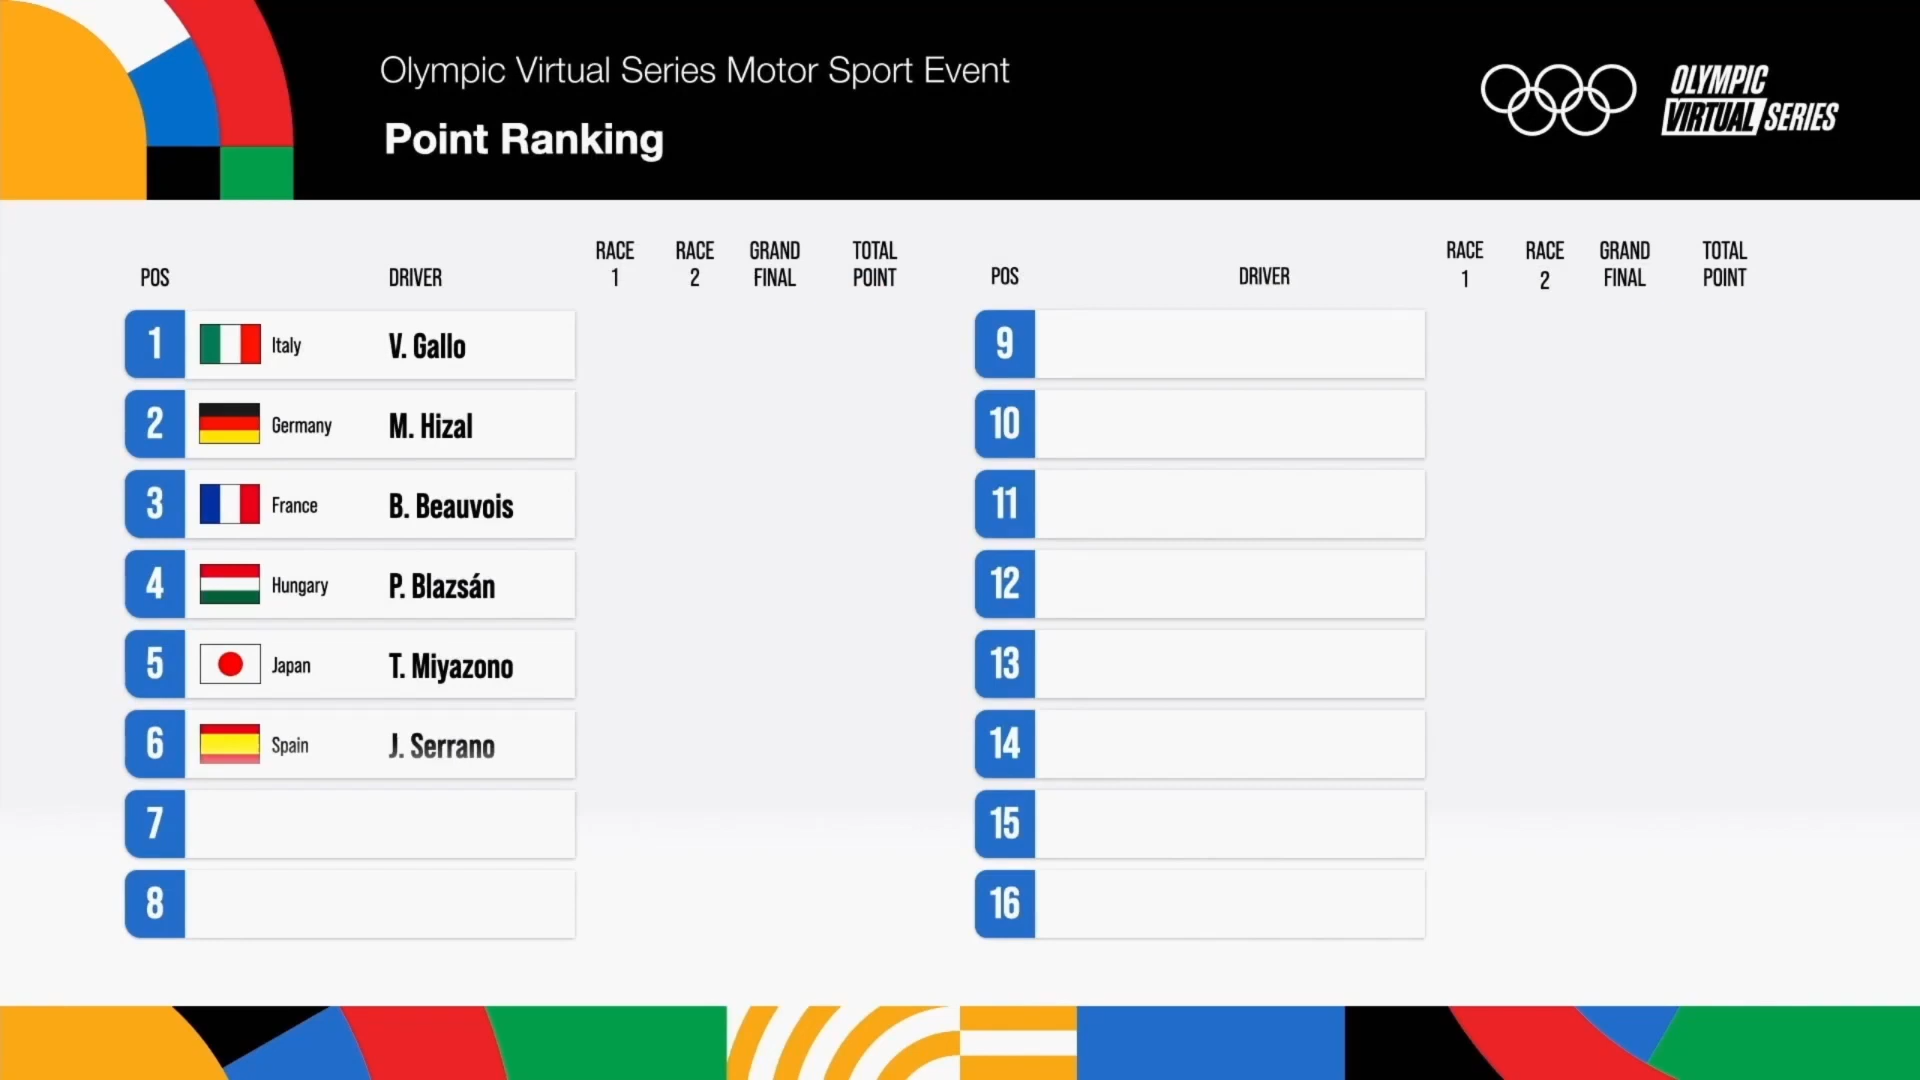 Olympic Virtual Series Motor Sport Event
Point Ranking
OLYMPIC
VIRTUAL SERIES
POS DRIVER RACE 1 RACE 2 GRAND FINAL TOTAL POINT
1 Italy V. Gallo
2 Germany M. Hizal
3 France B. Beauvois
4 Hungary P. Blazsán
5 Japan T. Miyazono
6 Spain J. Serrano
7
8
POS DRIVER RACE 1 RACE 2 GRAND FINAL TOTAL POINT
9
10
11
12
13
14
15
16